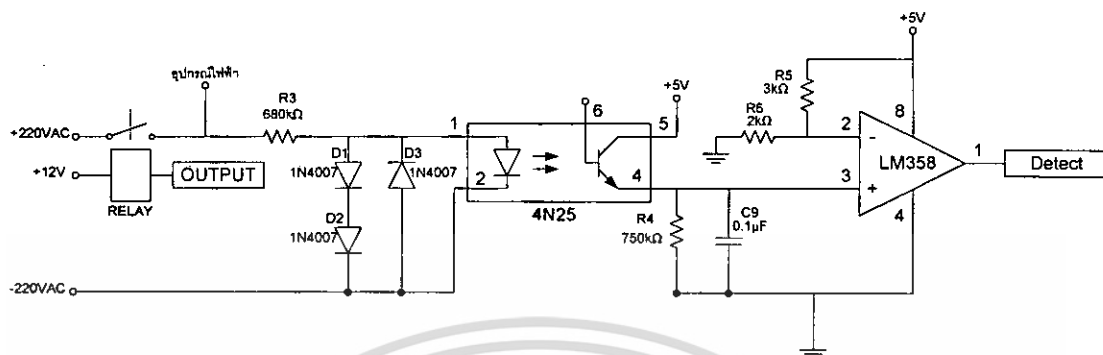 +220VAC
+12V
RELAY
OUTPUT
อุปกรณ์ไฟฟ้า
R3
680kΩ
D1
1N4007
D2
1N4007
D3
1N4007
-220VAC
1
2
4N25
6
5
4
+5V
R4
750kΩ
C9
0.1µF
R6
2kΩ
R5
3kΩ
+5V
8
2
-
3
+
LM358
4
1
Detect